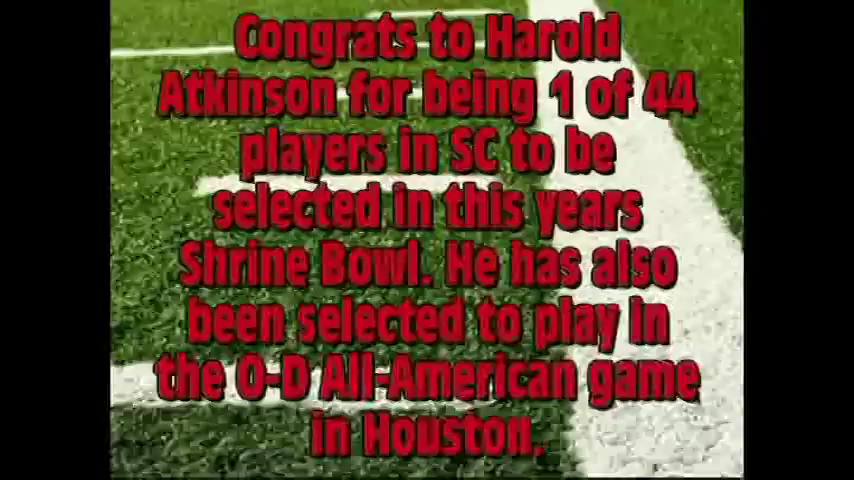 Congrats to Harold
Atkinson for being 1 of 44
players in SC to be
selected in this years
Shrine Bowl. He has also
been selected to play in
the O-D All-American game
in Houston.